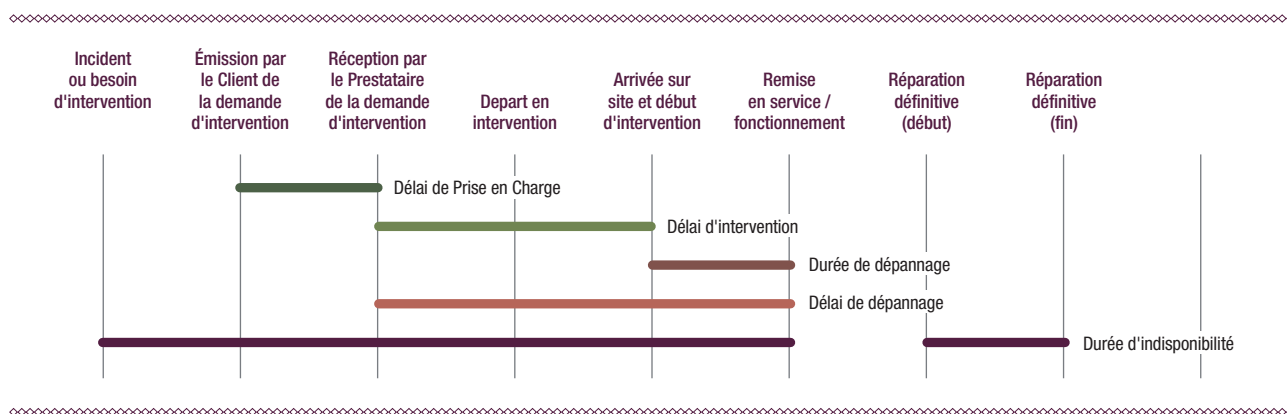 Incident
ou besoin
d'intervention
Émission par
le Client de
la demande
d'intervention
Réception par
le Prestataire
de la demande
d'intervention
Depart en
intervention
Arrivée sur
site et début
d'intervention
Remise
en service /
fonctionnement
Réparation
définitive
(début)
Réparation
définitive
(fin)
Délai de Prise en Charge
Délai d'intervention
Durée de dépannage
Délai de dépannage
Durée d'indisponibilité